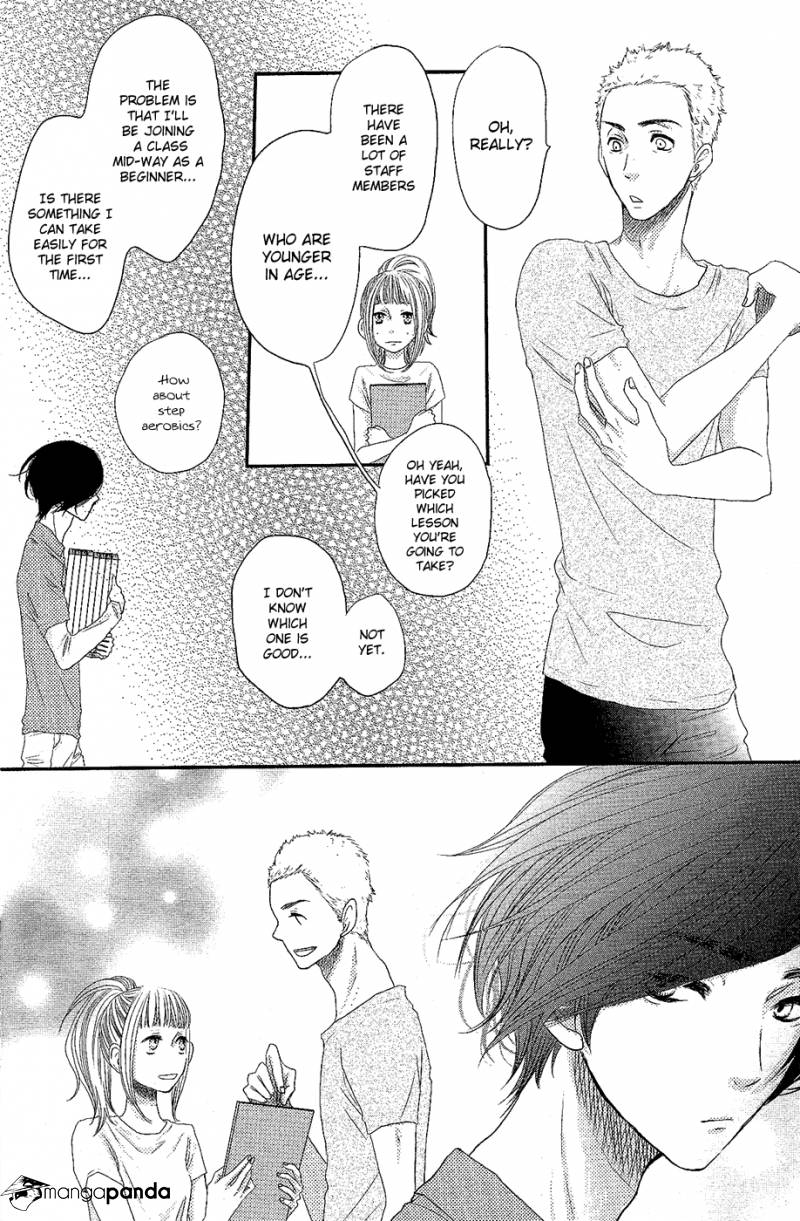 OH,
REALLY?
THERE
HAVE
BEEN A
LOT OF
STAFF
MEMBERS
WHO ARE
YOUNGER
IN AGE...
OH YEAH,
HAVE YOU
PICKED
WHICH
LESSON
YOU'RE
GOING TO
TAKE?
NOT
YET.
I DON'T
KNOW
WHICH
ONE IS
GOOD...
THE
PROBLEM IS
THAT I'LL
BE JOINING
A CLASS
MID-WAY AS A
BEGINNER...
IS THERE
SOMETHING I
CAN TAKE
EASILY FOR
THE FIRST
TIME...
How
about
step
aerobics?
mangapanda